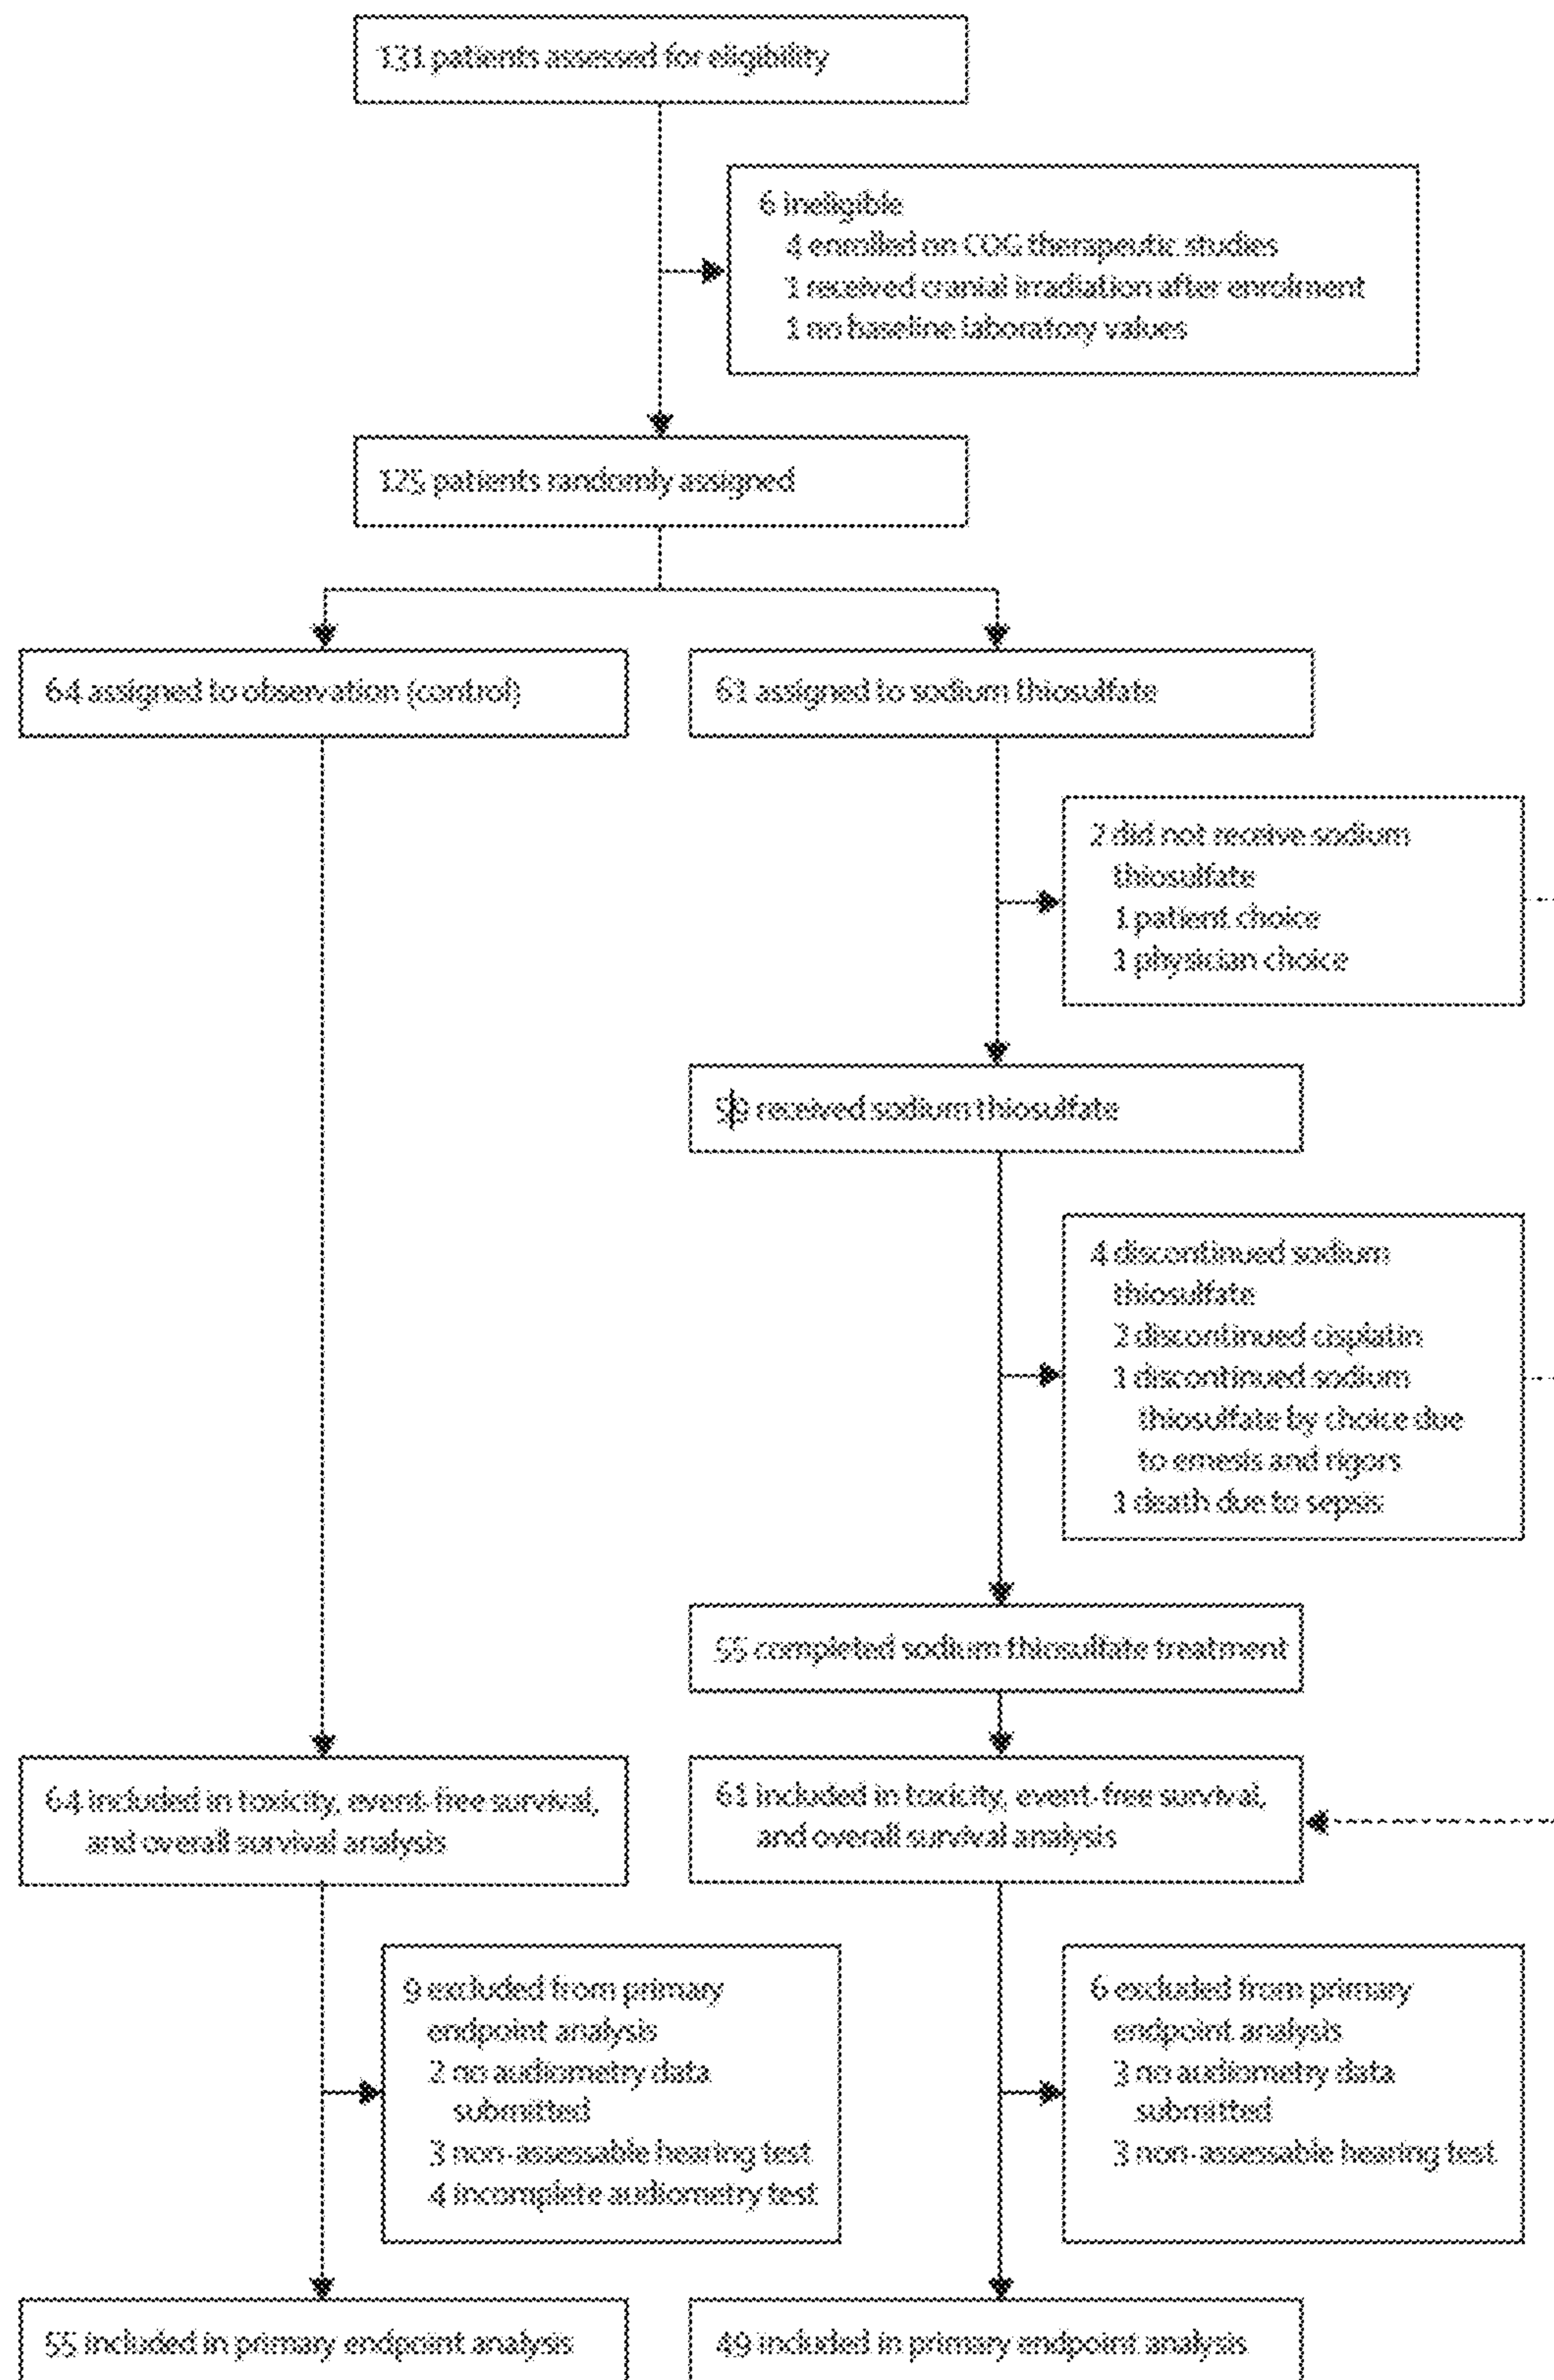 131 patients assessed for eligibility
6 ineligible
4 enrolled on COG therapeutic studies
1 received cranial irradiation after enrolment
1 no baseline laboratory values
125 patients randomly assigned
64 assigned to observation (control)
61 assigned to sodium thiosulfate
2 did not receive sodium
thiosulfate
1 patient choice
1 physician choice
59 received sodium thiosulfate
4 discontinued sodium
thiosulfate
2 discontinued cisplatin
1 discontinued sodium
thiosulfate by choice due
to emesis and rigors
1 death due to sepsis
55 completed sodium thiosulfate treatment
64 included in toxicity, event-free survival,
and overall survival analysis
61 included in toxicity, event-free survival,
and overall survival analysis
9 excluded from primary
endpoint analysis
2 no audiometry data
submitted
3 non-assessable hearing test
4 incomplete audiometry test
6 excluded from primary
endpoint analysis
3 no audiometry data
submitted
3 non-assessable hearing test
55 included in primary endpoint analysis
49 included in primary endpoint analysis